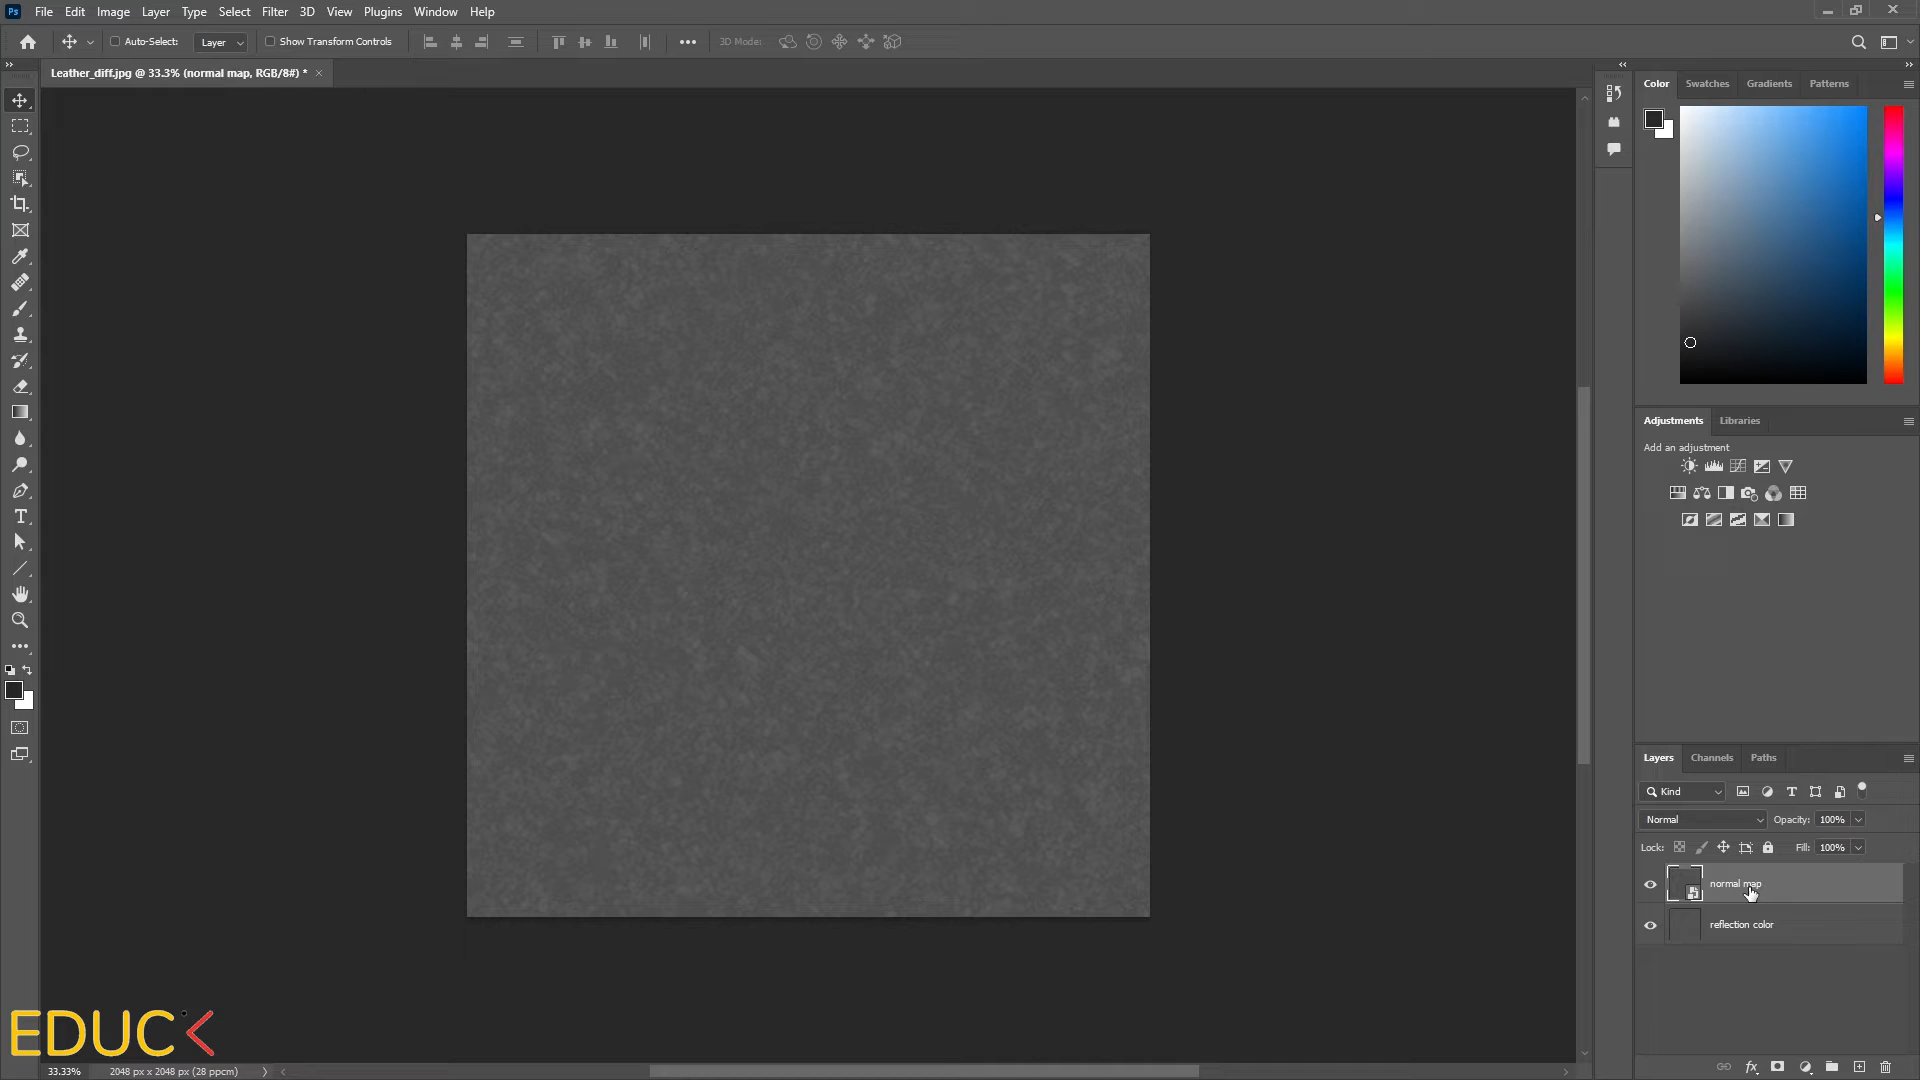 Ps File Edit Image Layer Type Select Filter 3D View Plugins Window Help
Auto-Select: Layer Show Transform Controls 3D Mode:
Leather_diff.jpg @ 33.3% (normal map, RGB/8#) *
Color Swatches Gradients Patterns
Adjustments Libraries
Add an adjustment
Layers Channels Paths
Kind
Normal Opacity: 100%
Lock: Fill: 100%
normal map
reflection color
EDUC
33.33% 2048 px x 2048 px (28 ppcm)